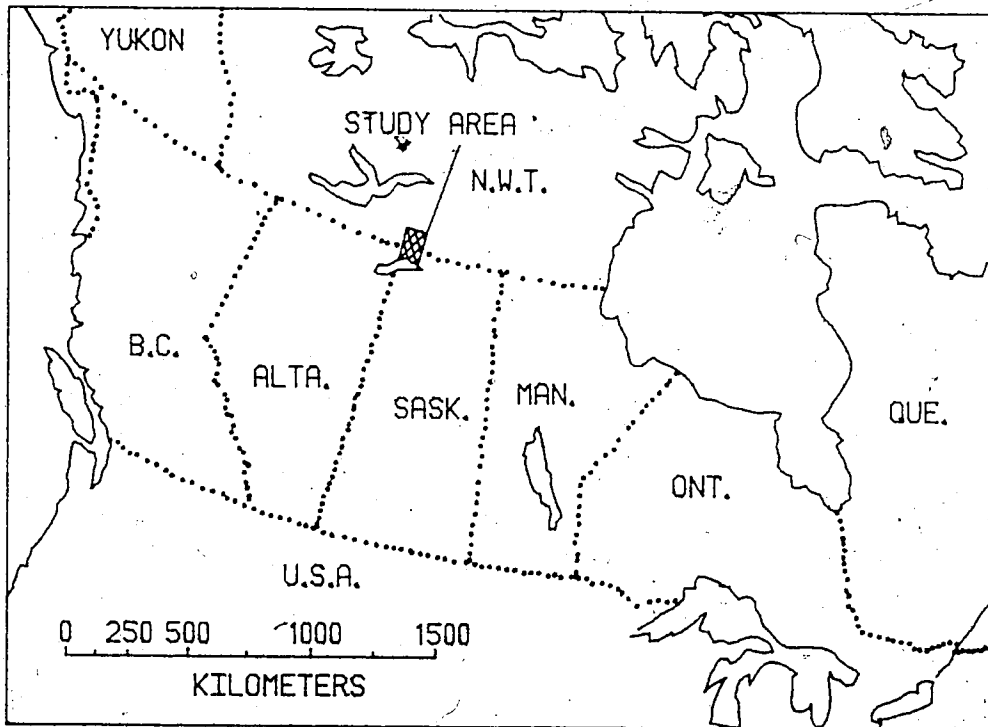 YUKON
STUDY AREA
N.W.T.
B.C.
ALTA.
SASK.
MAN.
QUE.
ONT.
U.S.A.
0 250 500 1000 1500
KILOMETERS